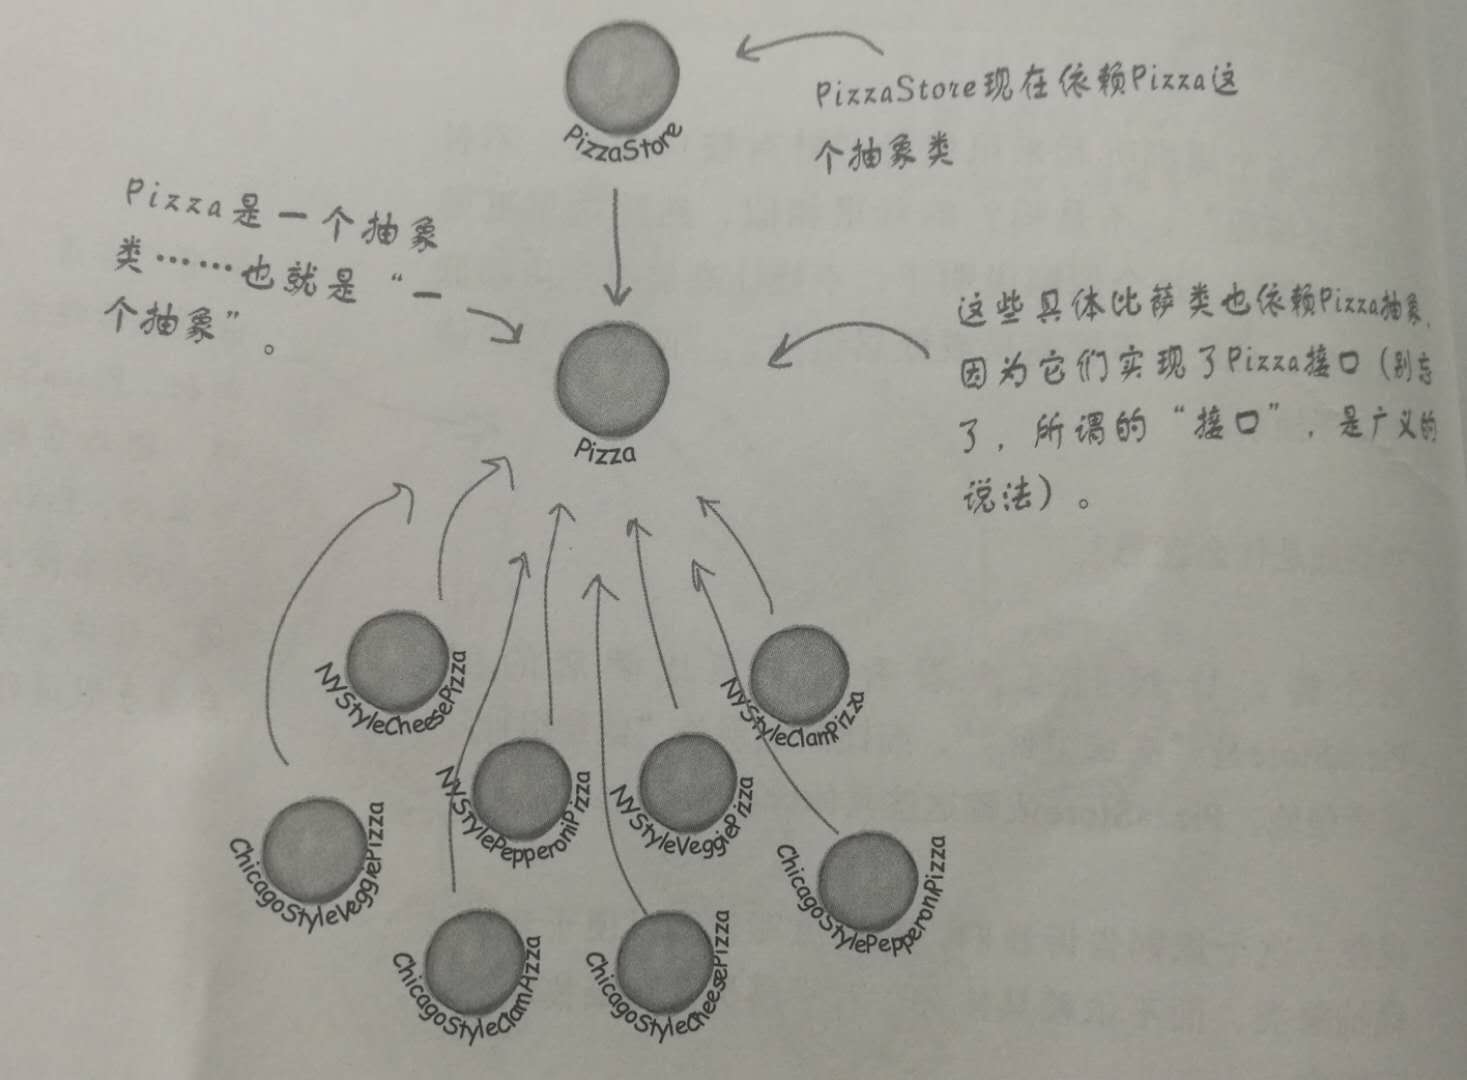 PizzaStore
PizzaStore现在依赖Pizza这
个抽象类
Pizza是一个抽象
类……也就是“一
个抽象”。
Pizza
这些具体比萨类也依赖Pizza抽象,
因为它们实现了Pizza接口（别忘
了，所谓的“接口”，是广义的
说法）。
NYStyleCheesePizza
NYStyleClamPizza
NYStylePepperoniPizza
NYStyleVeggiePizza
ChicagoStyleVeggiePizza
ChicagoStylePepperoniPizza
ChicagoStyleClamPizza
ChicagoStyleCheesePizza